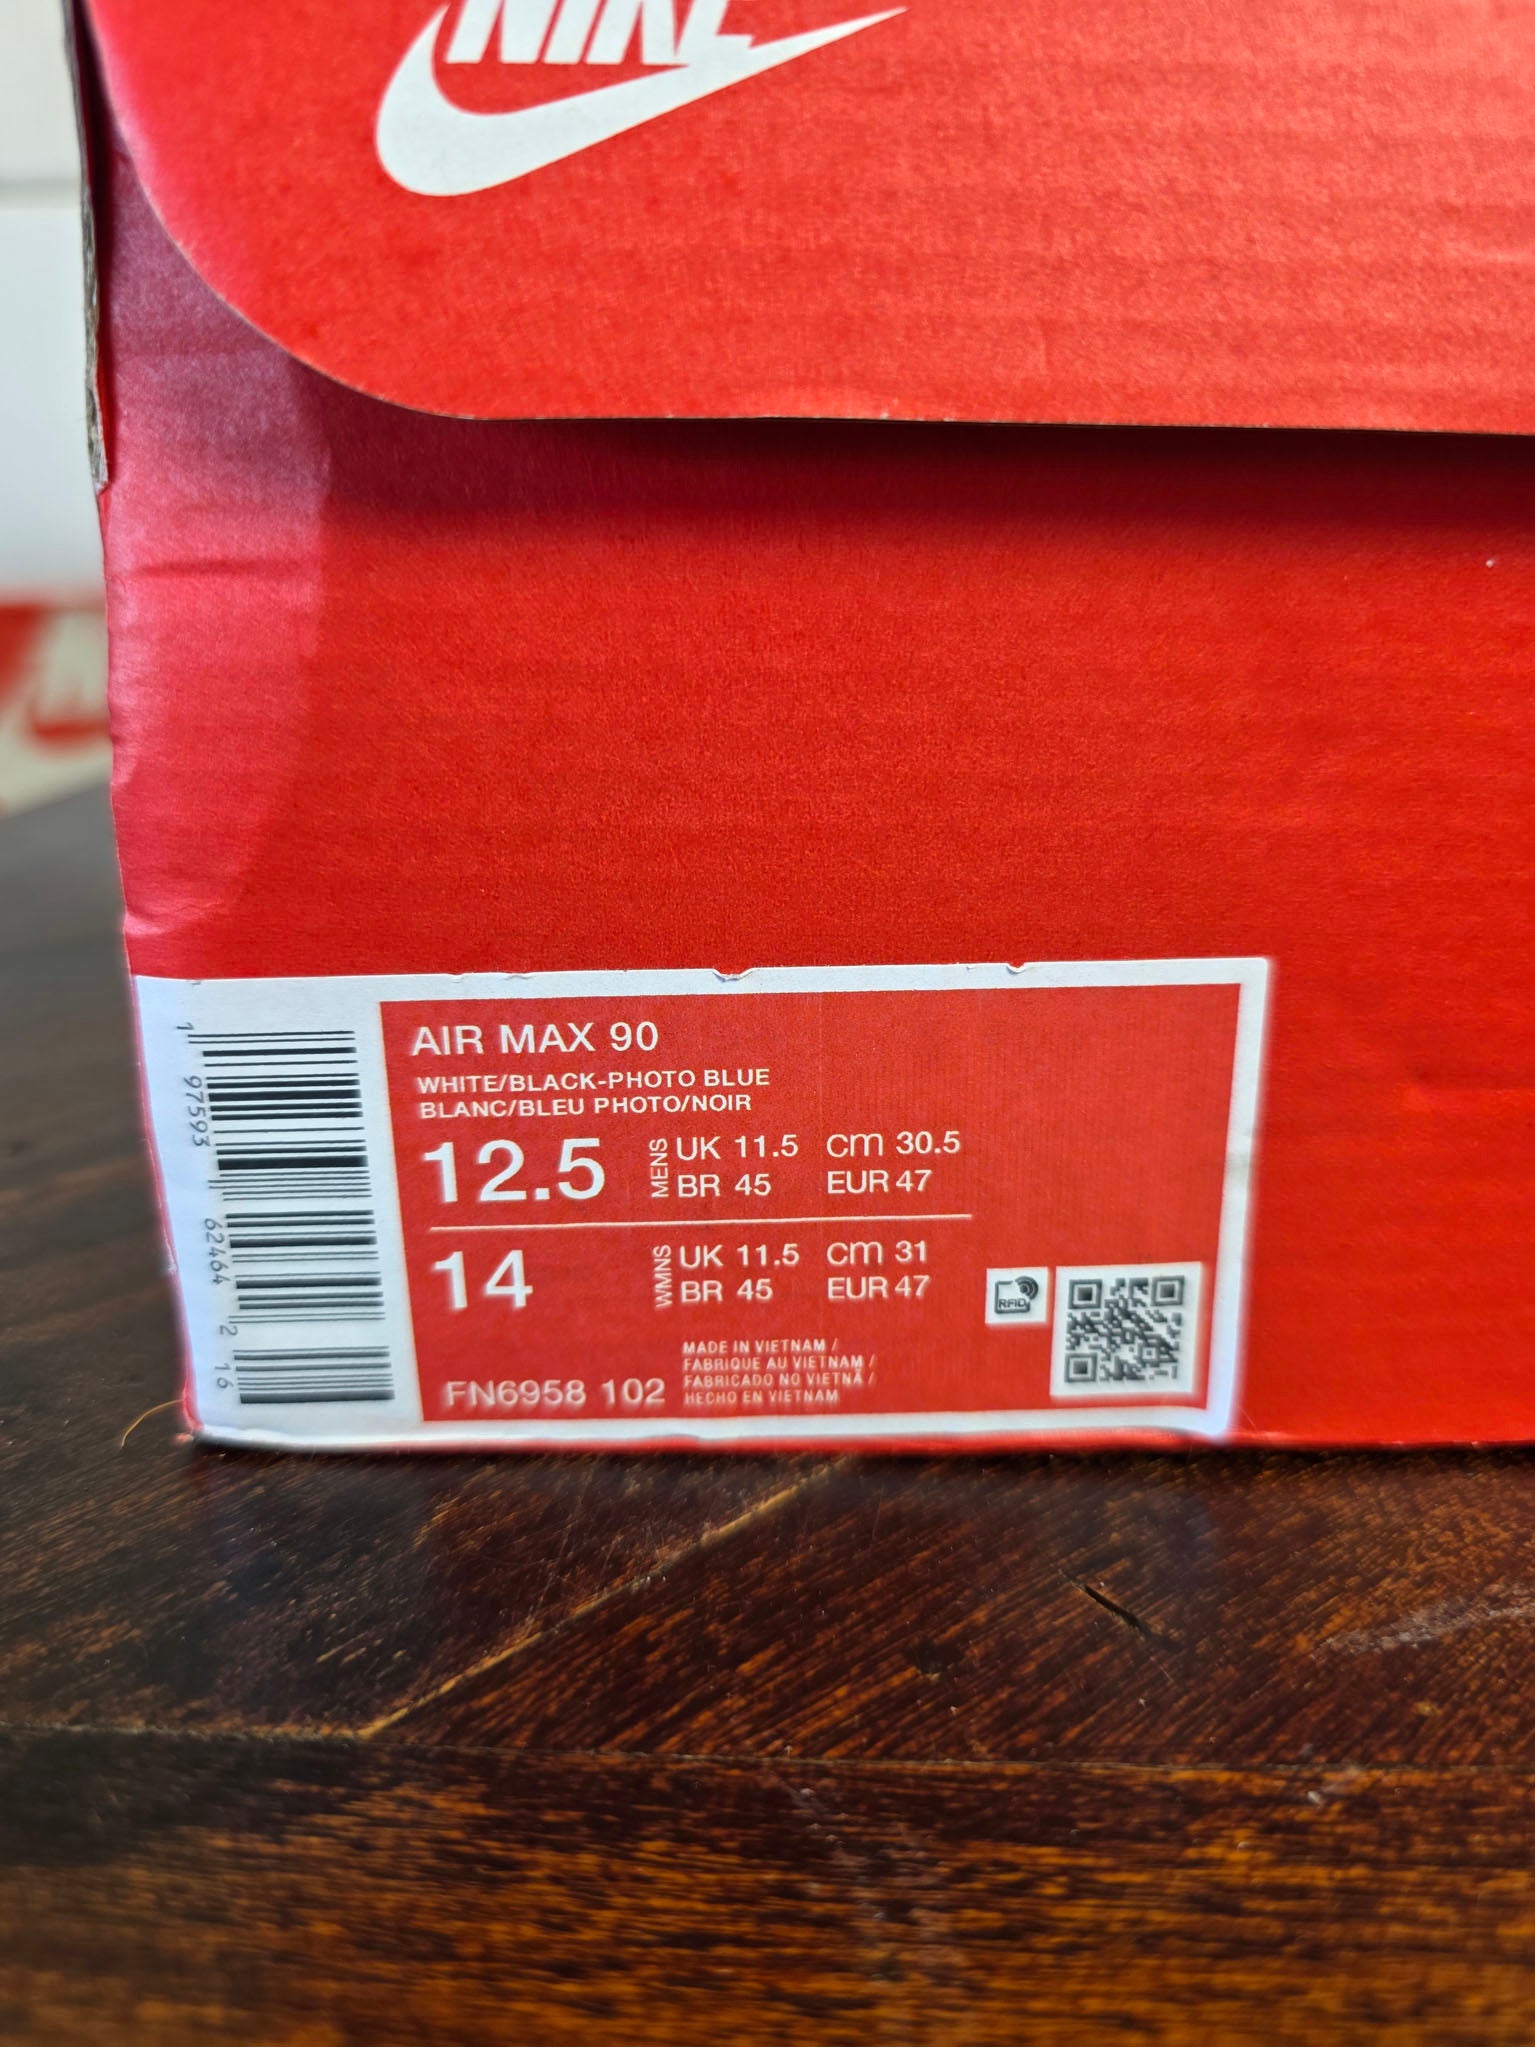 NIKE
AIR MAX 90
WHITE/BLACK-PHOTO BLUE
BLANC/BLEU PHOTO/NOIR
12.5 MENS UK 11.5 CM 30.5
BR 45 EUR 47
14 WMNS UK 11.5 CM 31
BR 45 EUR 47
FN6958 102
MADE IN VIETNAM /
FABRIQUE AU VIETNAM /
FABRICADO NO VIETNÃ /
HECHO EN VIETNAM
RFID
1 97593 62464 2 16